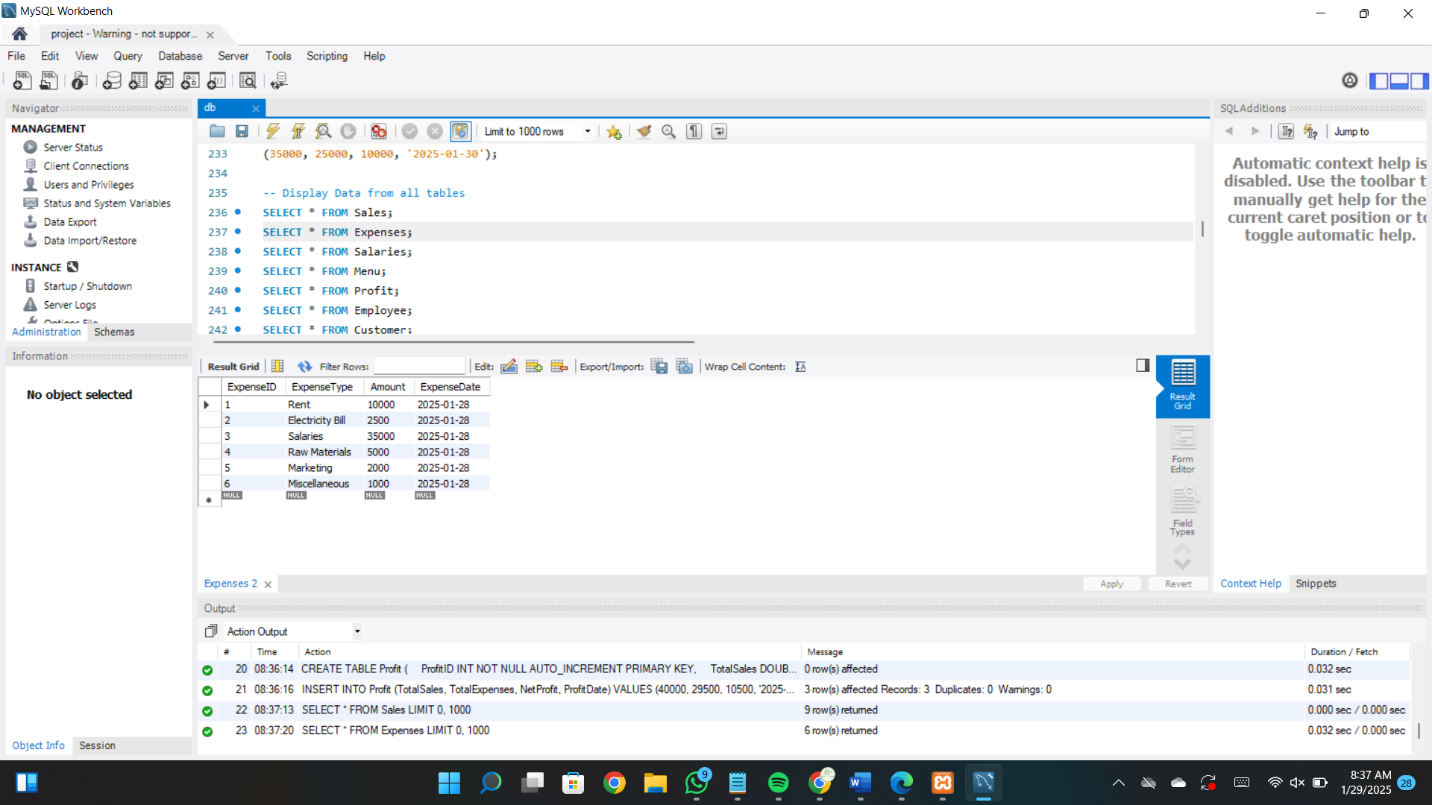 MySQL Workbench
project - Warning - not suppor...
File Edit View Query Database Server Tools Scripting Help
Navigator
MANAGEMENT
Server Status
Client Connections
Users and Privileges
Status and System Variables
Data Export
Data Import/Restore
INSTANCE
Startup / Shutdown
Server Logs
Options File
Administration Schemas
Information
No object selected
Object Info Session
db
Limit to 1000 rows
233 (35000, 25000, 10000, '2025-01-30');
234
235 -- Display Data from all tables
236 SELECT * FROM Sales;
237 SELECT * FROM Expenses;
238 SELECT * FROM Salaries;
239 SELECT * FROM Menu;
240 SELECT * FROM Profit;
241 SELECT * FROM Employee;
242 SELECT * FROM Customer;
Result Grid Filter Rows: Edit: Export/Import: Wrap Cell Content:
ExpenseID ExpenseType Amount ExpenseDate
1 Rent 10000 2025-01-28
2 Electricity Bill 2500 2025-01-28
3 Salaries 35000 2025-01-28
4 Raw Materials 5000 2025-01-28
5 Marketing 2000 2025-01-28
6 Miscellaneous 1000 2025-01-28
NULL NULL NULL NULL
Result
Grid
Form
Editor
Field
Types
Expenses 2 Apply Revert
SQLAdditions
Jump to
Automatic context help is
disabled. Use the toolbar t
manually get help for the
current caret position or to
toggle automatic help.
Context Help Snippets
Output
Action Output
# Time Action Message Duration / Fetch
20 08:36:14 CREATE TABLE Profit ( ProfitID INT NOT NULL AUTO_INCREMENT PRIMARY KEY, TotalSales DOUB... 0 row(s) affected 0.032 sec
21 08:36:16 INSERT INTO Profit (TotalSales, TotalExpenses, NetProfit, ProfitDate) VALUES (40000, 29500, 10500, '2025-... 3 row(s) affected Records: 3 Duplicates: 0 Warnings: 0 0.031 sec
22 08:37:13 SELECT * FROM Sales LIMIT 0, 1000 9 row(s) returned 0.000 sec / 0.000 sec
23 08:37:20 SELECT * FROM Expenses LIMIT 0, 1000 6 row(s) returned 0.032 sec / 0.000 sec
9
8:37 AM
1/29/2025
28